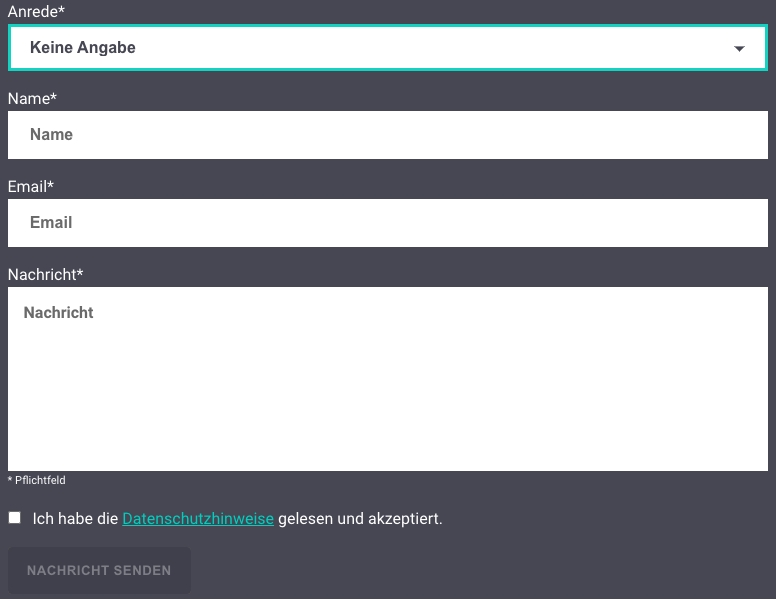 Anrede*
Keine Angabe
Name*
Name
Email*
Email
Nachricht*
Nachricht
* Pflichtfeld
Ich habe die Datenschutzhinweise gelesen und akzeptiert.
NACHRICHT SENDEN